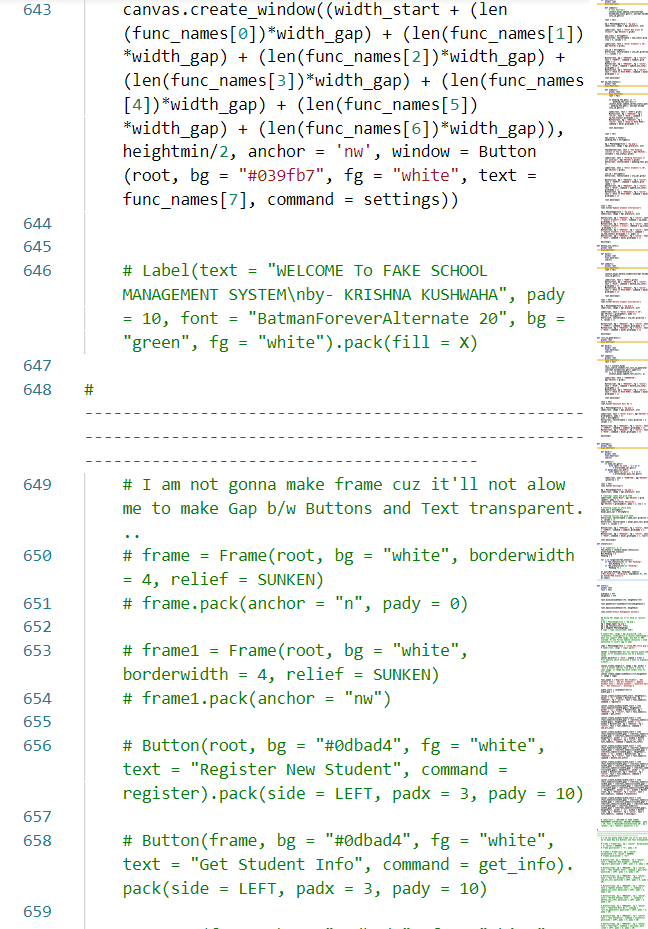 643 canvas.create_window((width_start + (len
(func_names[0])*width_gap) + (len(func_names[1])
*width_gap) + (len(func_names[2])*width_gap) +
(len(func_names[3])*width_gap) + (len(func_names
[4])*width_gap) + (len(func_names[5])
*width_gap) + (len(func_names[6])*width_gap)),
heightmin/2, anchor = 'nw', window = Button
(root, bg = "#039fb7", fg = "white", text =
func_names[7], command = settings))
644
645
646 # Label(text = "WELCOME To FAKE SCHOOL
MANAGEMENT SYSTEM\nby- KRISHNA KUSHWAHA", pady
= 10, font = "BatmanForeverAlternate 20", bg =
"green", fg = "white").pack(fill = X)
647
648 #
----------------------------------------------------
----------------------------------------------------
-----------------------------------------
649 # I am not gonna make frame cuz it'll not alow
me to make Gap b/w Buttons and Text transparent.
..
650 # frame = Frame(root, bg = "white", borderwidth
= 4, relief = SUNKEN)
651 # frame.pack(anchor = "n", pady = 0)
652
653 # frame1 = Frame(root, bg = "white",
borderwidth = 4, relief = SUNKEN)
654 # frame1.pack(anchor = "nw")
655
656 # Button(root, bg = "#0dbad4", fg = "white",
text = "Register New Student", command =
register).pack(side = LEFT, padx = 3, pady = 10)
657
658 # Button(frame, bg = "#0dbad4", fg = "white",
text = "Get Student Info", command = get_info).
pack(side = LEFT, padx = 3, pady = 10)
659